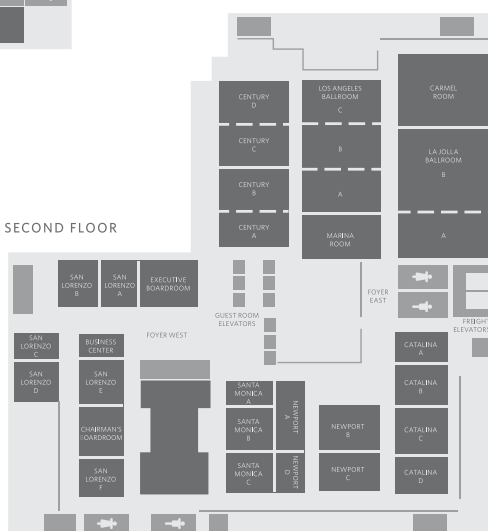 CENTURY
D
LOS ANGELES
BALLROOM
C
CARMEL
ROOM
CENTURY
C
B
LA JOLLA
BALLROOM
B
CENTURY
B
A
CENTURY
A
MARINA
ROOM
A
SECOND FLOOR
SAN
LORENZO
B
SAN
LORENZO
A
EXECUTIVE
BOARDROOM
GUEST ROOM
ELEVATORS
FOYER
EAST
FREIGHT
ELEVATORS
FOYER WEST
SAN
LORENZO
C
BUSINESS
CENTER
CATALINA
A
SAN
LORENZO
D
SAN
LORENZO
E
SANTA
MONICA
A
NEWPORT
A
CATALINA
B
CHAIRMAN'S
BOARDROOM
SANTA
MONICA
B
NEWPORT
B
CATALINA
C
SAN
LORENZO
F
SANTA
MONICA
C
NEWPORT
D
NEWPORT
C
CATALINA
D